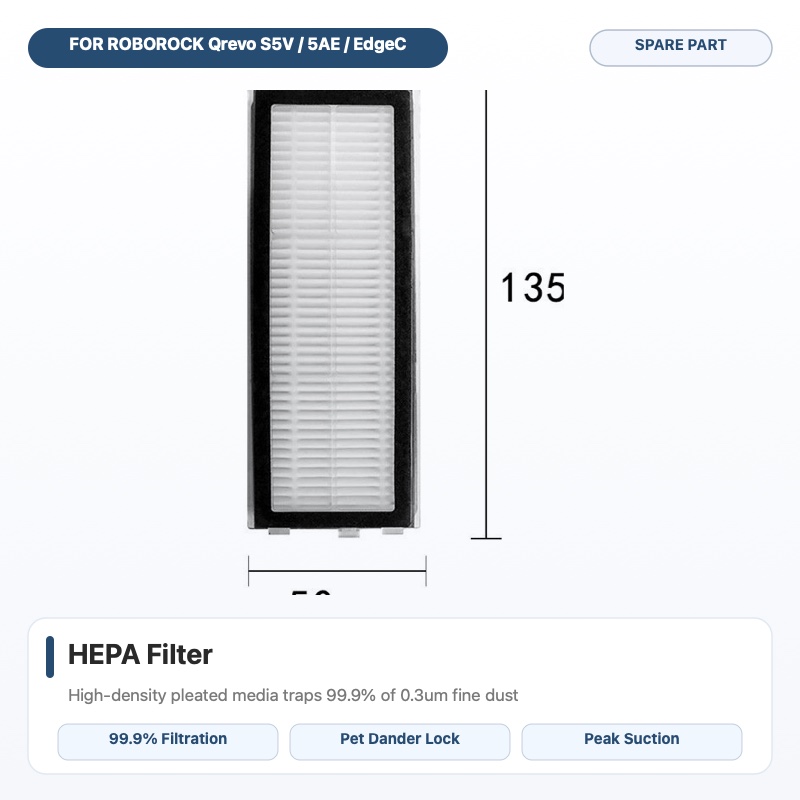 FOR ROBOROCK Qrevo S5V / 5AE / EdgeC
SPARE PART
135
HEPA Filter
High-density pleated media traps 99.9% of 0.3um fine dust
99.9% Filtration
Pet Dander Lock
Peak Suction